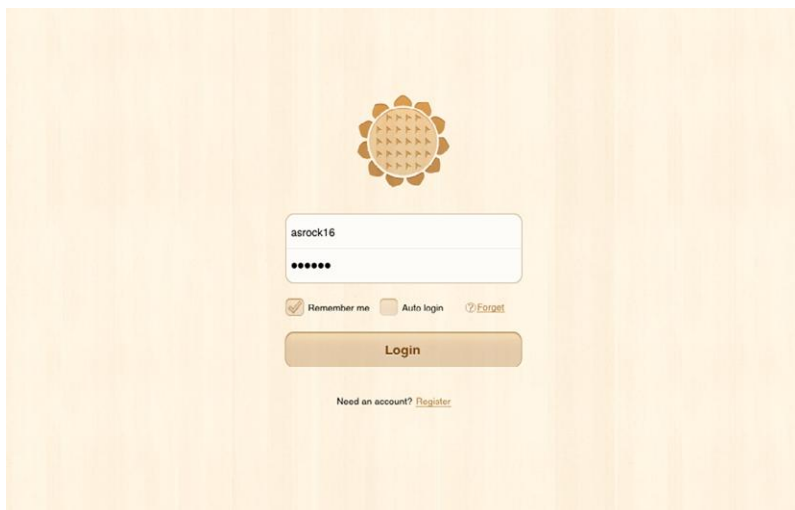 asrock16
●●●●●●
Remember me Auto login ? Forget
Login
Need an account? Register